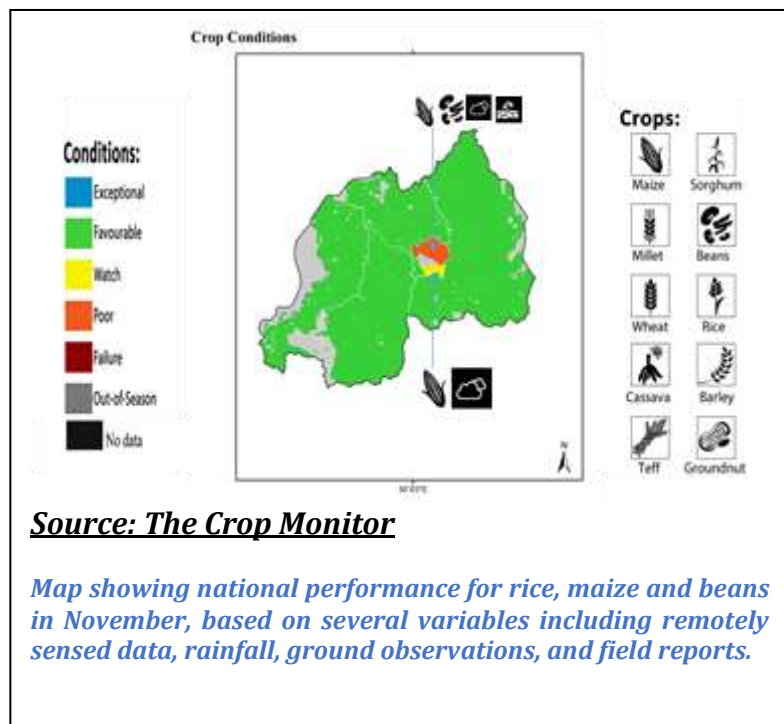 Crop Conditions
Conditions:
Exceptional
Favourable
Watch
Poor
Failure
Out-of-Season
No data
N
Crops:
Maize Sorghum
Millet Beans
Wheat Rice
Cassava Barley
Teff Groundnut
Source: The Crop Monitor
Map showing national performance for rice, maize and beans
in November, based on several variables including remotely
sensed data, rainfall, ground observations, and field reports.